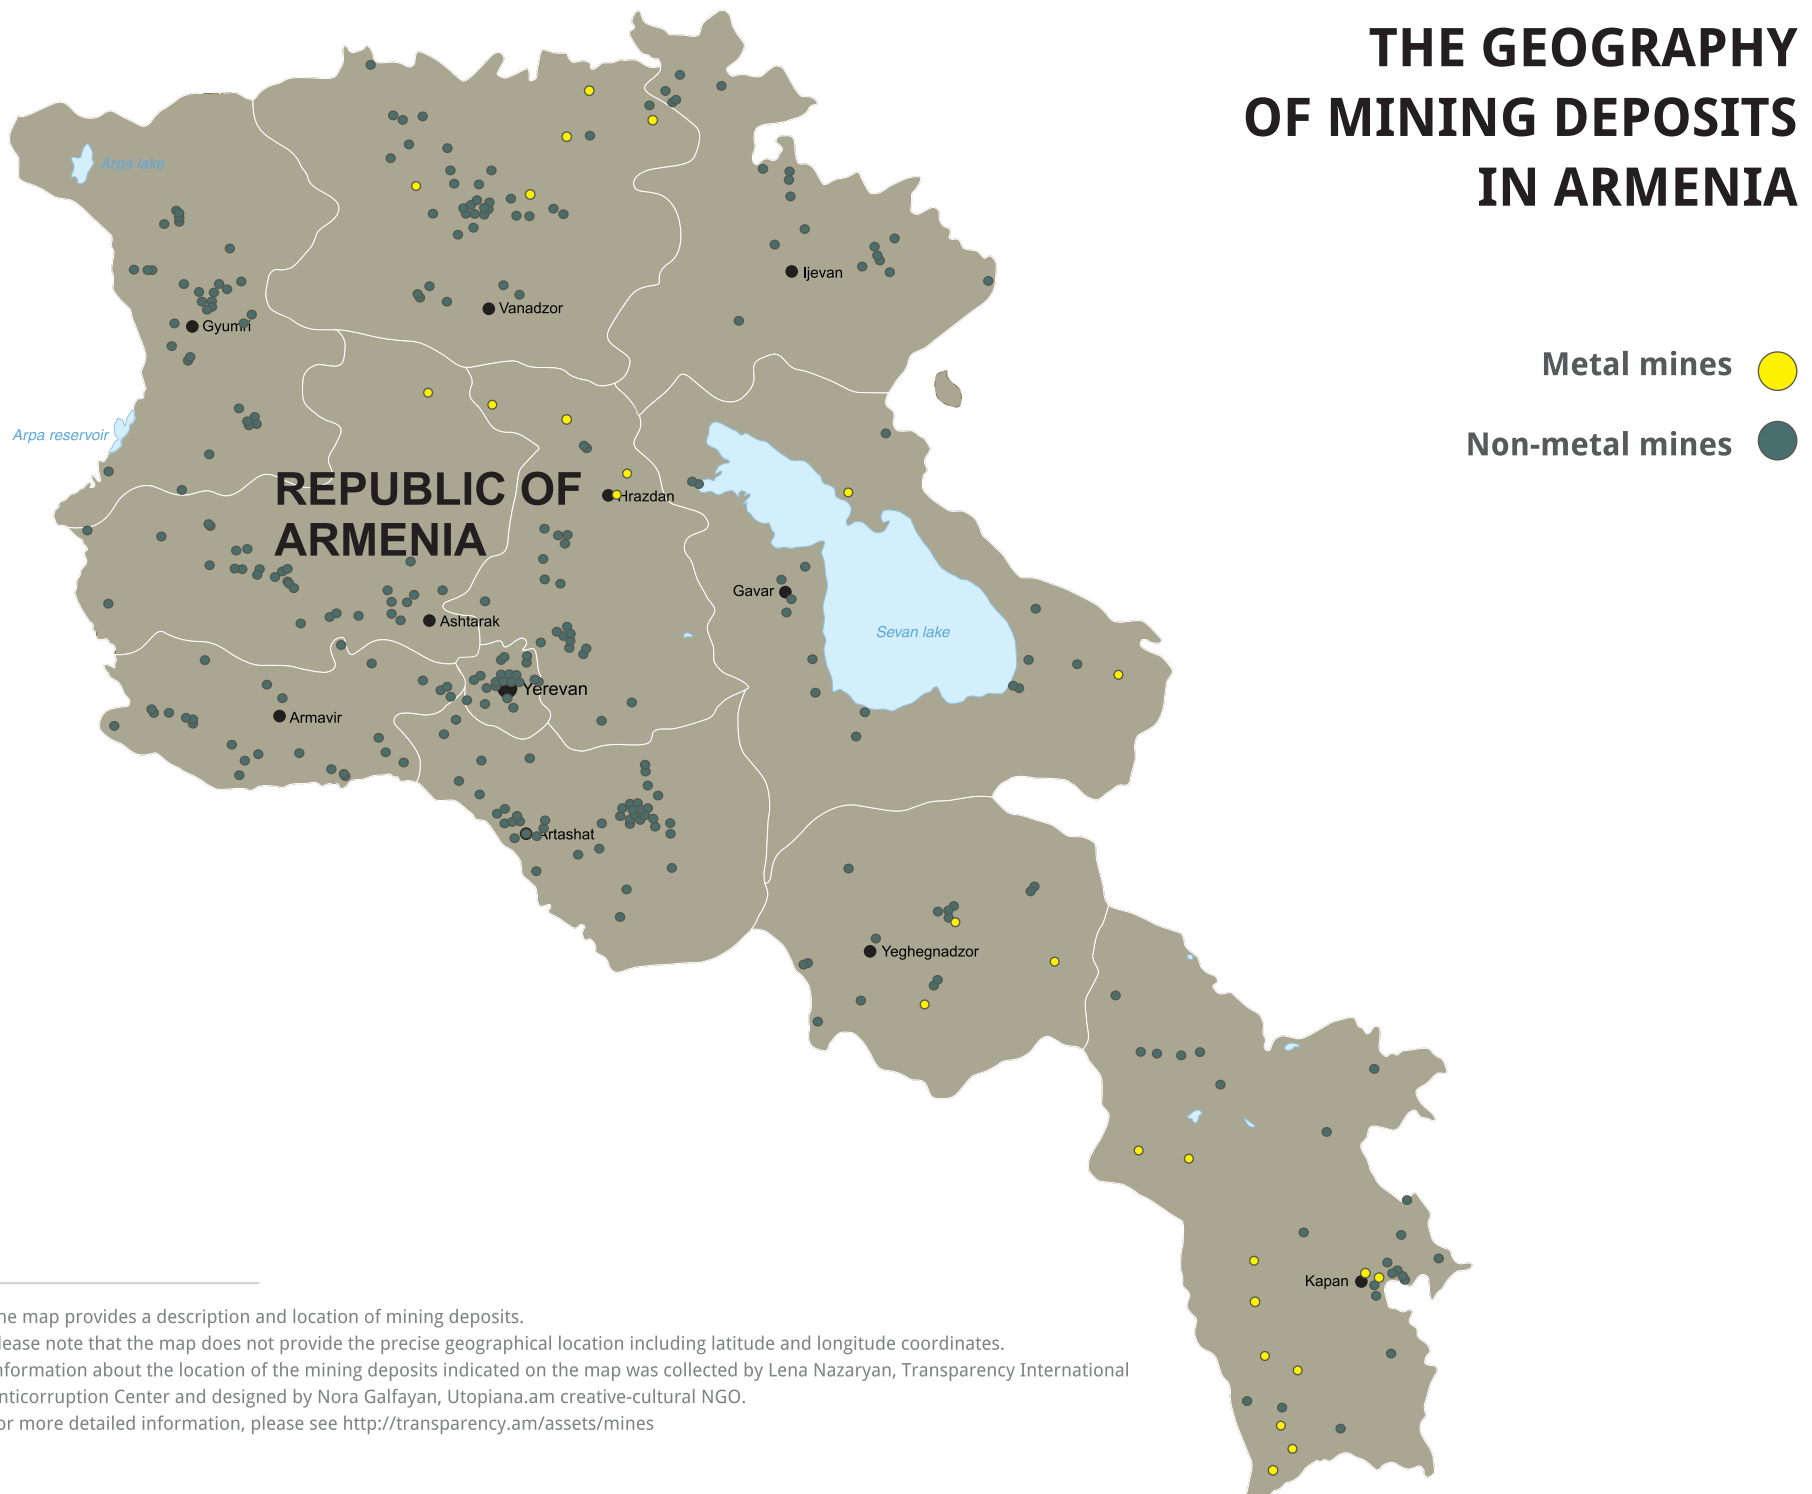 THE GEOGRAPHY
OF MINING DEPOSITS
IN ARMENIA
Arpa lake
Ijevan
Vanadzor
Gyumri
Metal mines
Arpa reservoir
Non-metal mines
REPUBLIC OF
ARMENIA
Hrazdan
Gavar
Ashtarak
Sevan lake
Yerevan
Armavir
Artashat
Yeghegnadzor
Kapan
he map provides a description and location of mining deposits.
lease note that the map does not provide the precise geographical location including latitude and longitude coordinates.
nformation about the location of the mining deposits indicated on the map was collected by Lena Nazaryan, Transparency International
nticorruption Center and designed by Nora Galfayan, Utopiana.am creative-cultural NGO.
or more detailed information, please see http://transparency.am/assets/mines